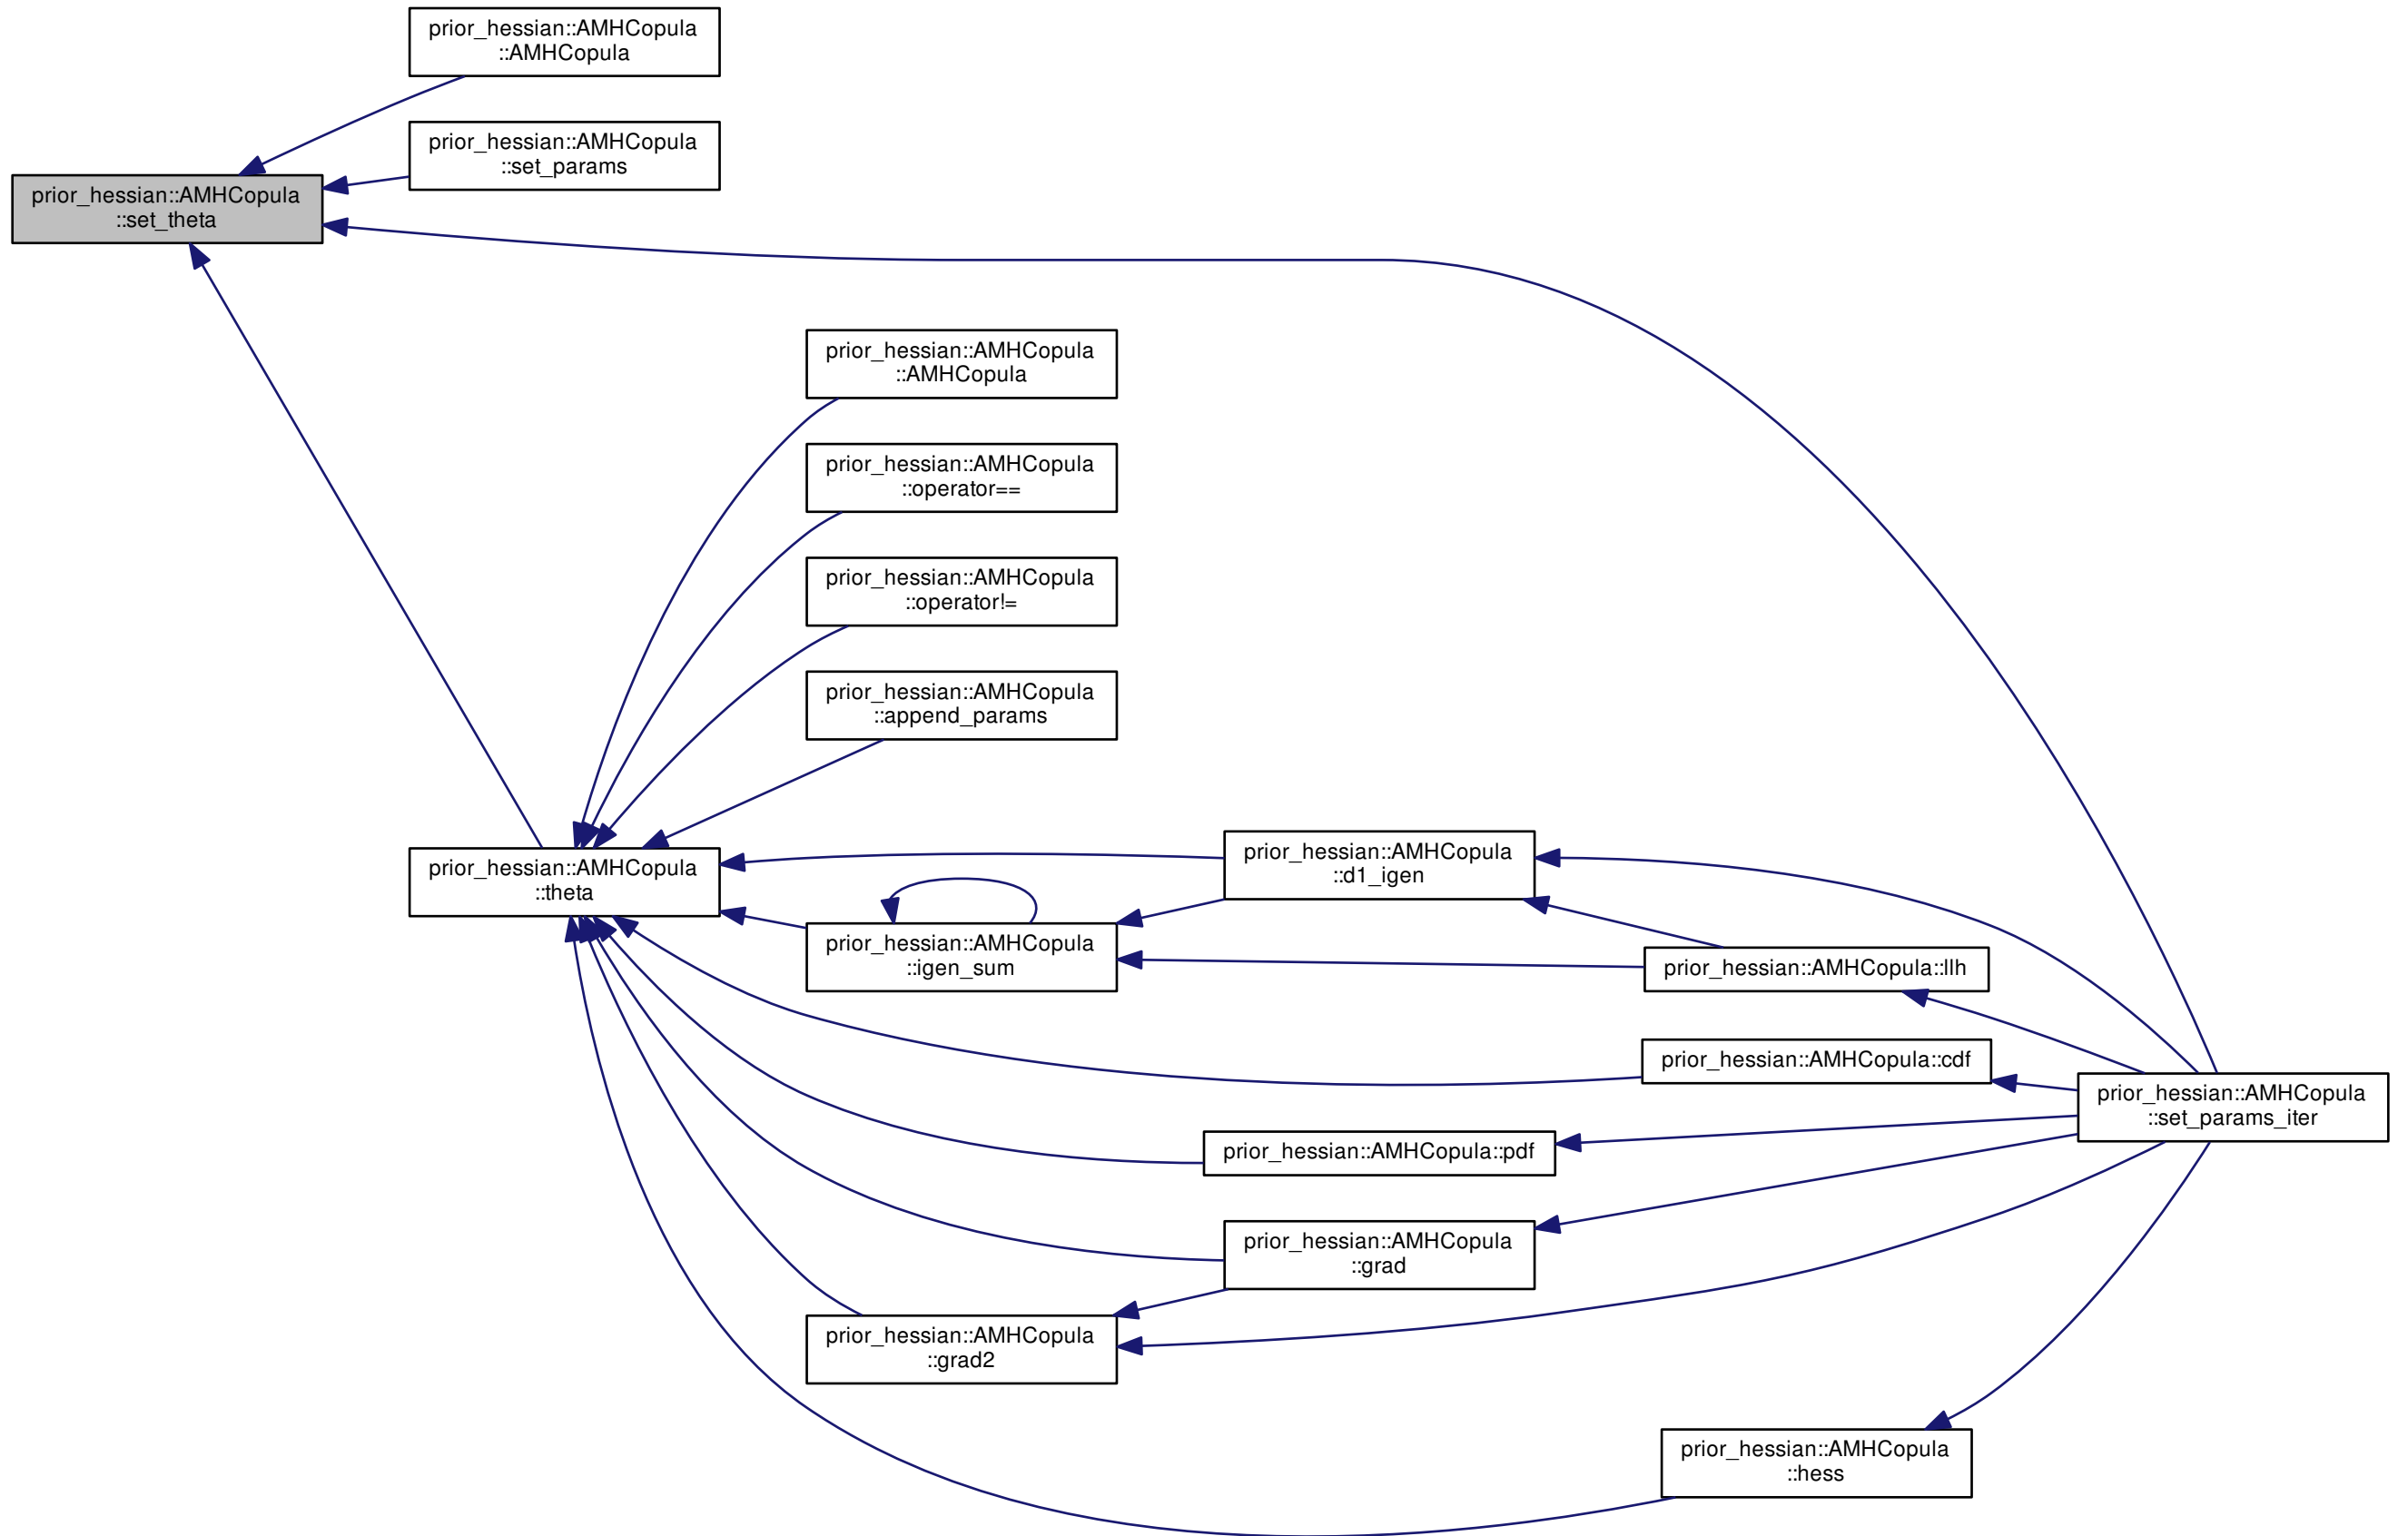 prior_hessian::AMHCopula
::AMHCopula
prior_hessian::AMHCopula
::set_params
prior_hessian::AMHCopula
::set_theta
prior_hessian::AMHCopula
::AMHCopula
prior_hessian::AMHCopula
::operator==
prior_hessian::AMHCopula
::operator!=
prior_hessian::AMHCopula
::append_params
prior_hessian::AMHCopula
::theta
prior_hessian::AMHCopula
::d1_igen
prior_hessian::AMHCopula
::igen_sum
prior_hessian::AMHCopula::llh
prior_hessian::AMHCopula::cdf
prior_hessian::AMHCopula
::set_params_iter
prior_hessian::AMHCopula::pdf
prior_hessian::AMHCopula
::grad
prior_hessian::AMHCopula
::grad2
prior_hessian::AMHCopula
::hess